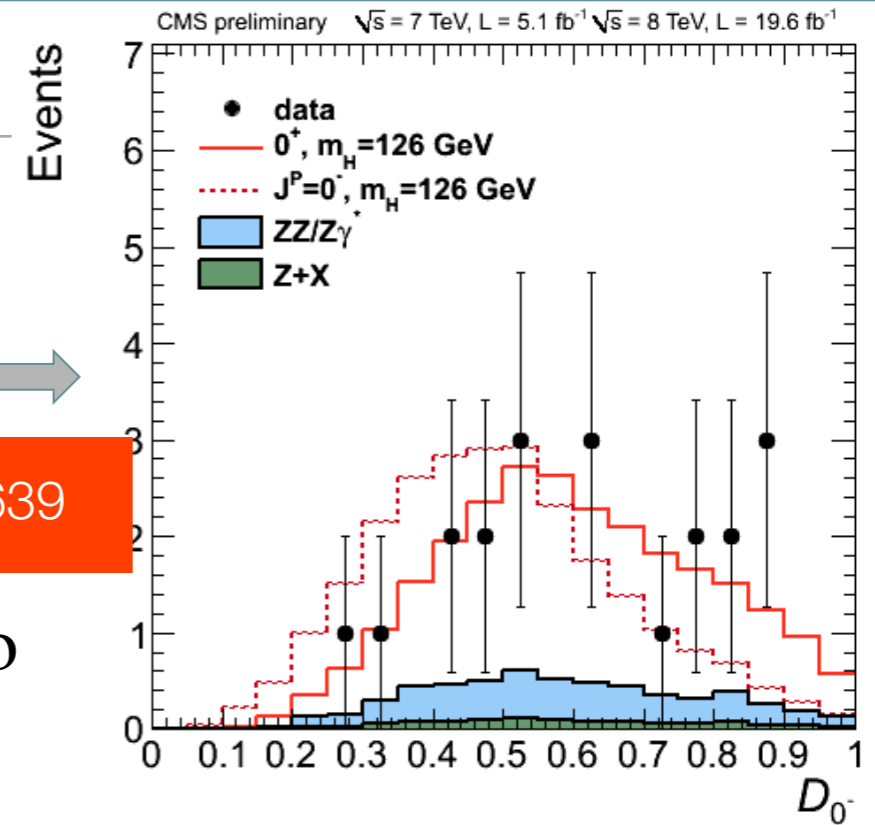 CMS preliminary √s = 7 TeV, L = 5.1 fb⁻¹ √s = 8 TeV, L = 19.6 fb⁻¹
Events
7
6
5
4
3
2
1
0
data
0⁺, m_H=126 GeV
J^P=0⁻, m_H=126 GeV
ZZ/Zγ*
Z+X
639
0 0.1 0.2 0.3 0.4 0.5 0.6 0.7 0.8 0.9 1
D_0⁻